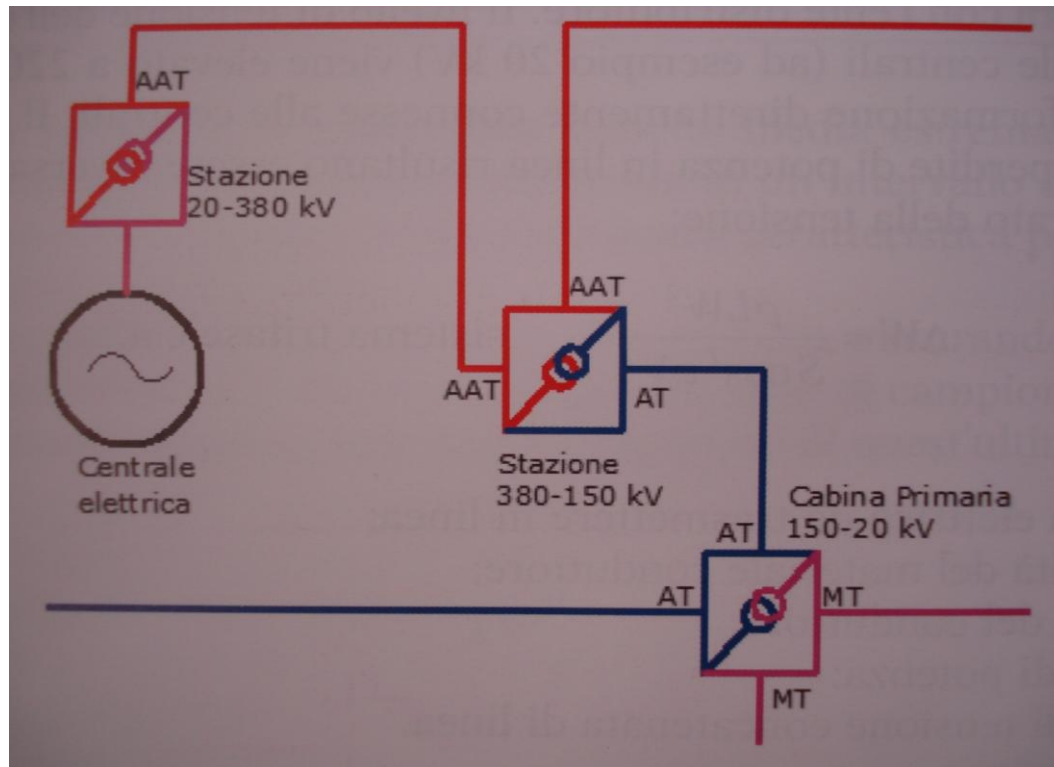 AAT
Stazione
20-380 kV
Centrale
elettrica
AAT
AAT
AT
Stazione
380-150 kV
Cabina Primaria
150-20 kV
AT
AT
MT
MT